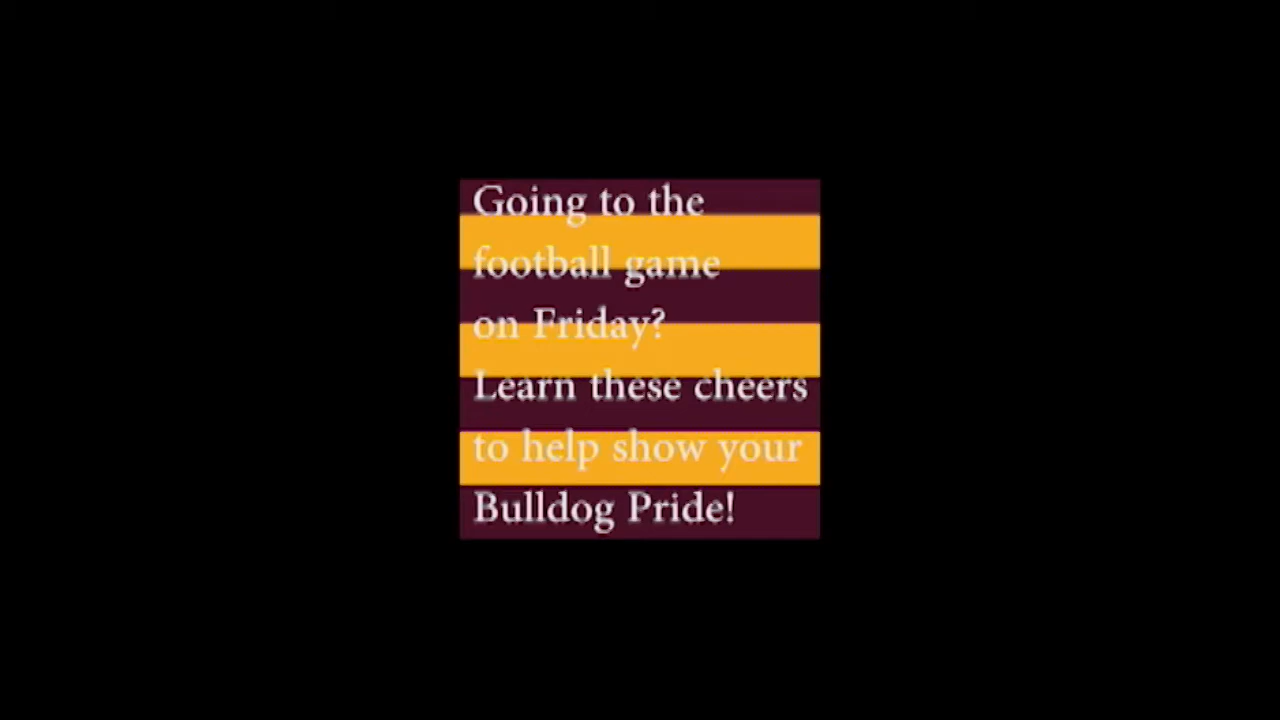 Going to the
football game
on Friday?
Learn these cheers
to help show your
Bulldog Pride!